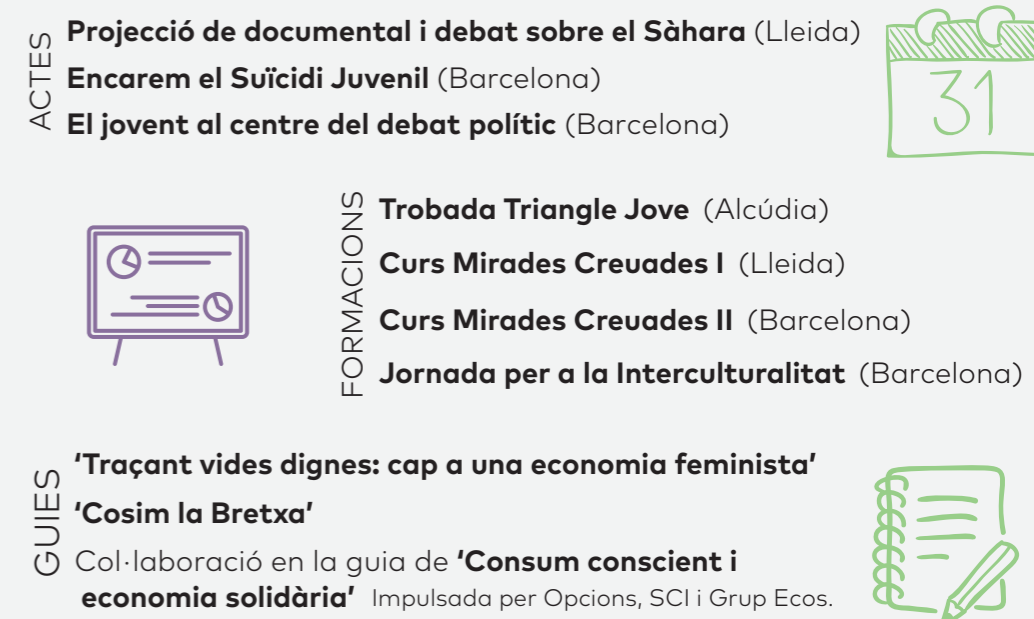 ACTES
Projecció de documental i debat sobre el Sàhara (Lleida)
Encarem el Suïcidi Juvenil (Barcelona)
El jovent al centre del debat polític (Barcelona)
31
FORMACIONS
Trobada Triangle Jove (Alcúdia)
Curs Mirades Creuades I (Lleida)
Curs Mirades Creuades II (Barcelona)
Jornada per a la Interculturalitat (Barcelona)
GUIES
‘Traçant vides dignes: cap a una economia feminista’
‘Cosim la Bretxa’
Col·laboració en la guia de ‘Consum conscient i
economia solidària’ Impulsada per Opcions, SCI i Grup Ecos.